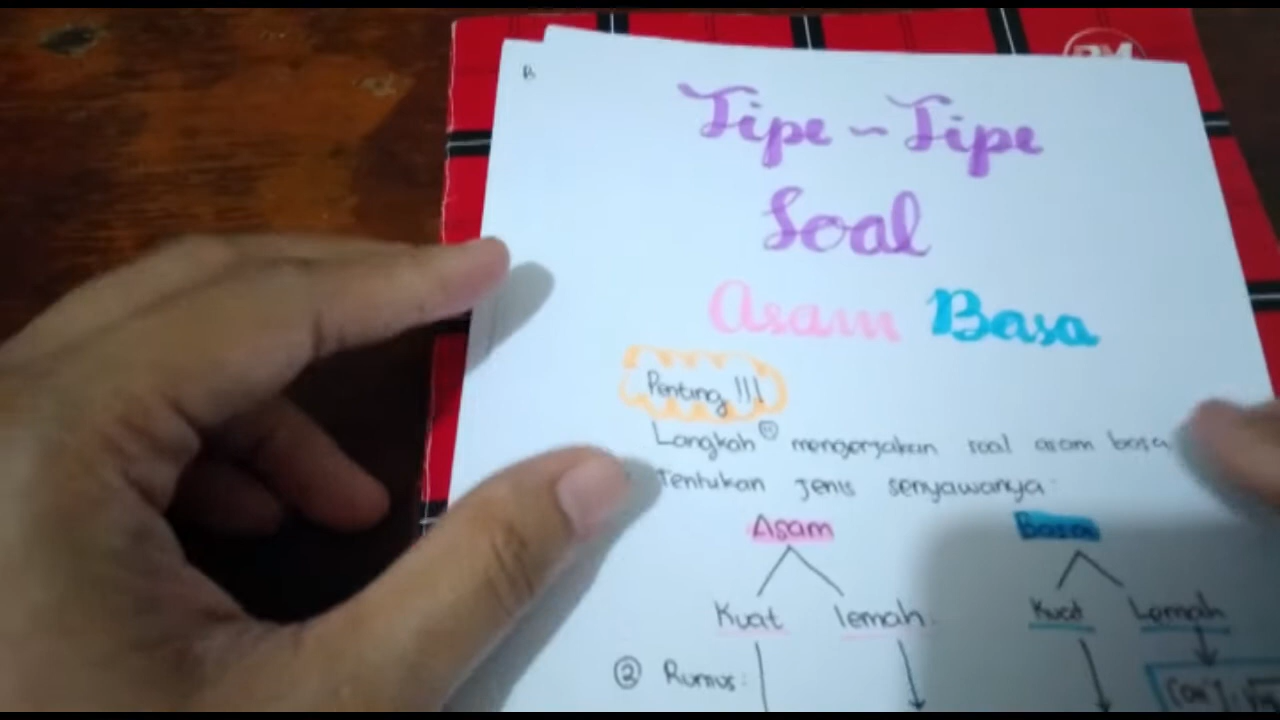 B
Tipe - Tipe
Soal
Asam Basa
Penting !!!
Langkah" mengerjakan soal asam basa
Tentukan jenis senyawanya:
Asam Basa
Kuat lemah Kuat Lemah
② Rumus: